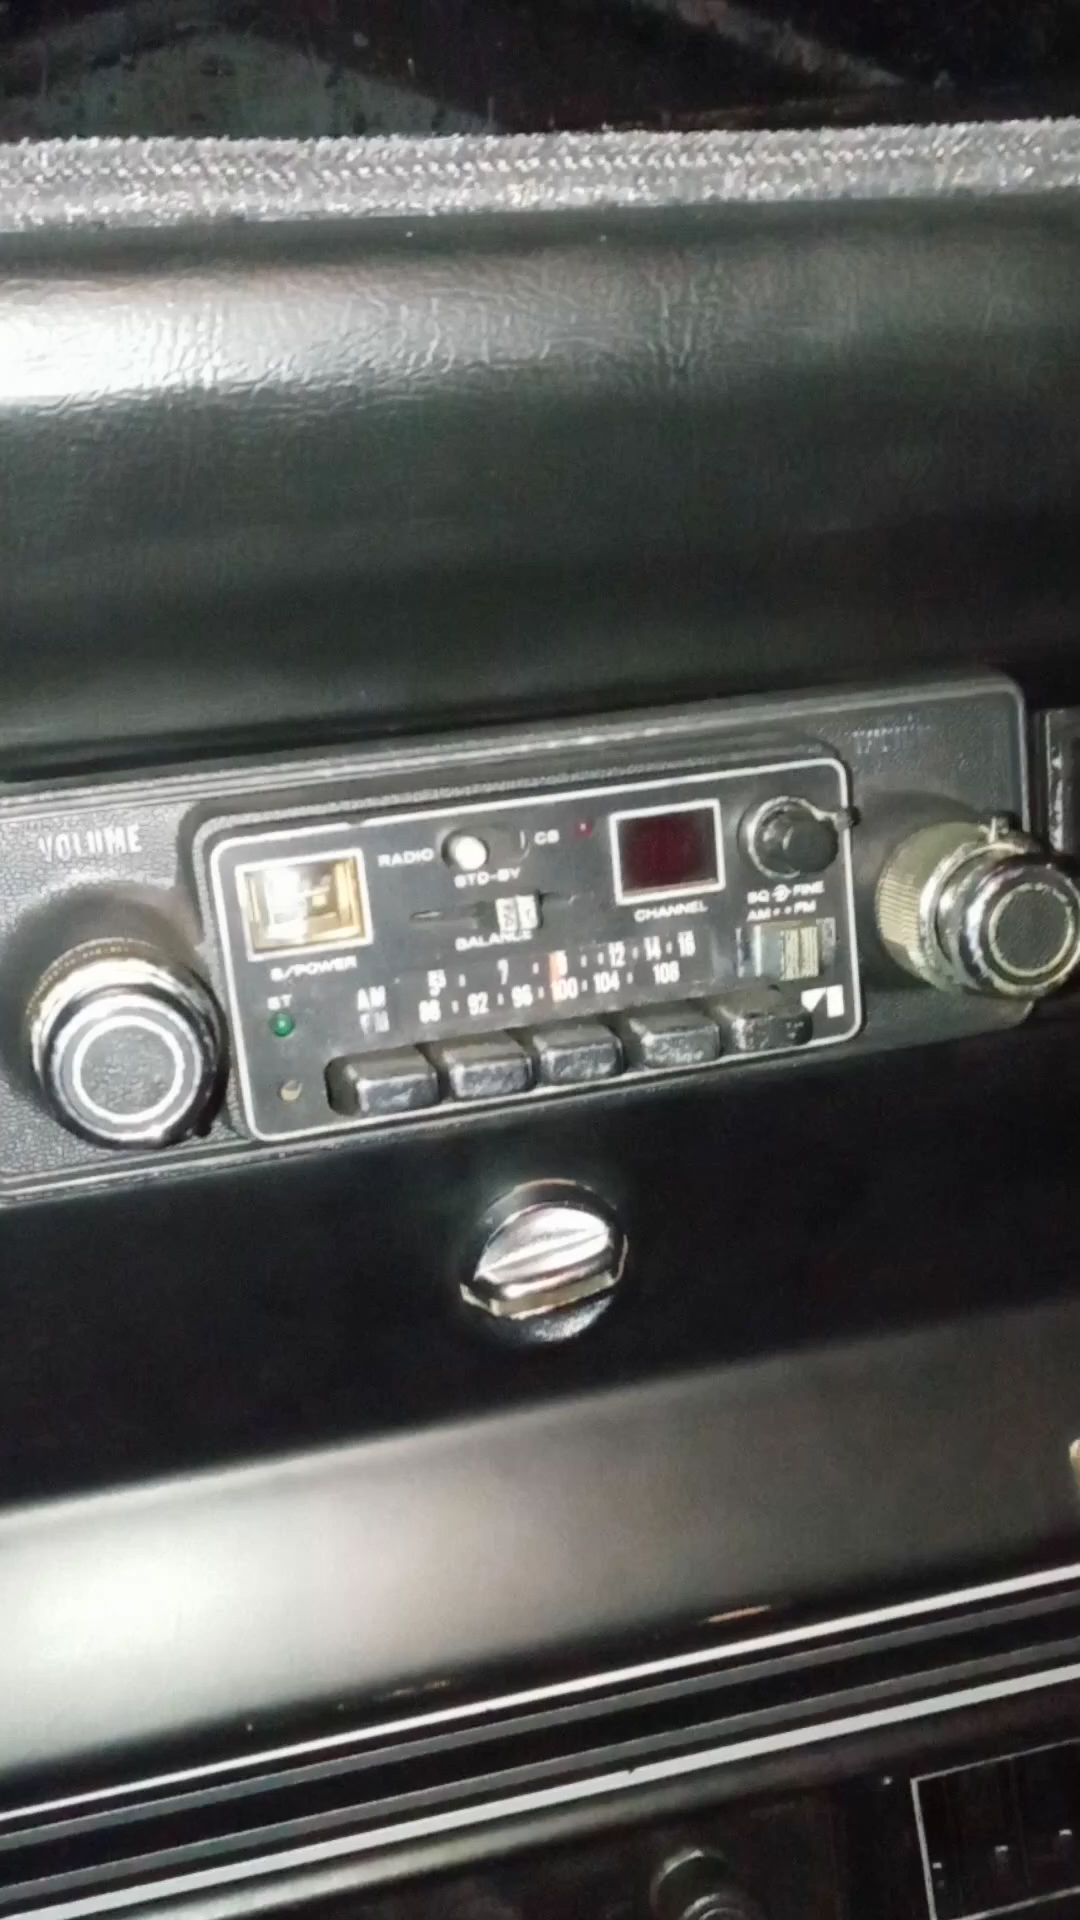 VOLUME
RADIO
CB
STD-BY
BALANCE
CHANNEL
SQ FINE
AM FM
S/POWER
ST
AM 7 12 14 16
FM 88 92 96 100 104 108